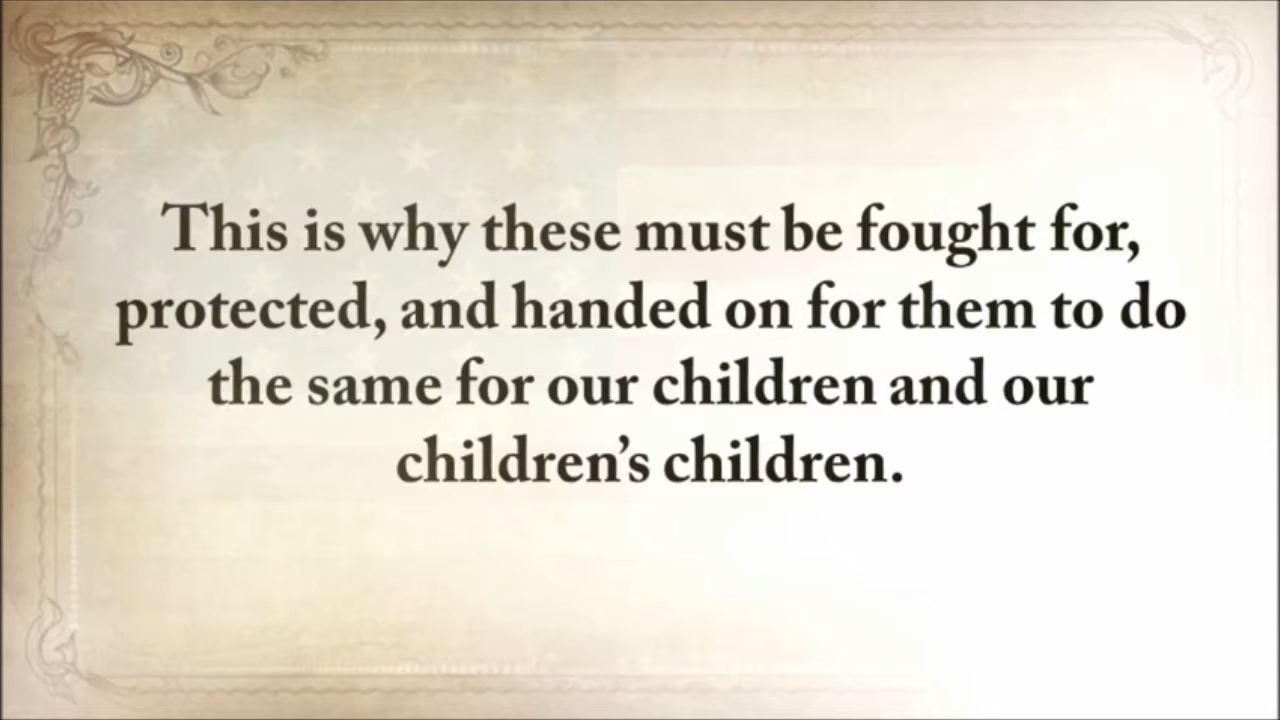 This is why these must be fought for,
protected, and handed on for them to do
the same for our children and our
children’s children.